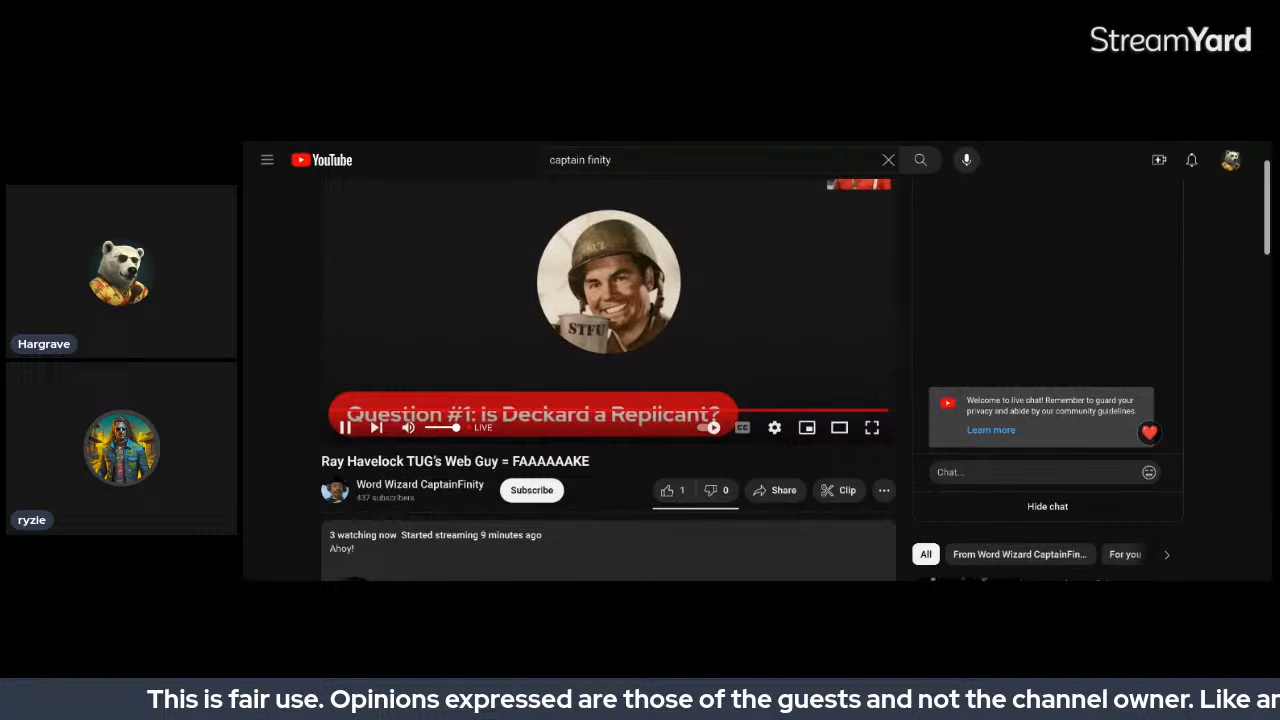 StreamYard
YouTube
captain finity
STFU
Question #1: is Deckard a Replicant?
LIVE
Ray Havelock TUG's Web Guy = FAAAAAAKE
Word Wizard CaptainFinity
437 subscribers
Subscribe
1
0
Share
Clip
3 watching now Started streaming 9 minutes ago
Ahoy!
Welcome to live chat! Remember to guard your
privacy and abide by our community guidelines.
Learn more
Chat...
Hide chat
All
From Word Wizard CaptainFin...
For you
Hargrave
ryzle
This is fair use. Opinions expressed are those of the guests and not the channel owner. Like an